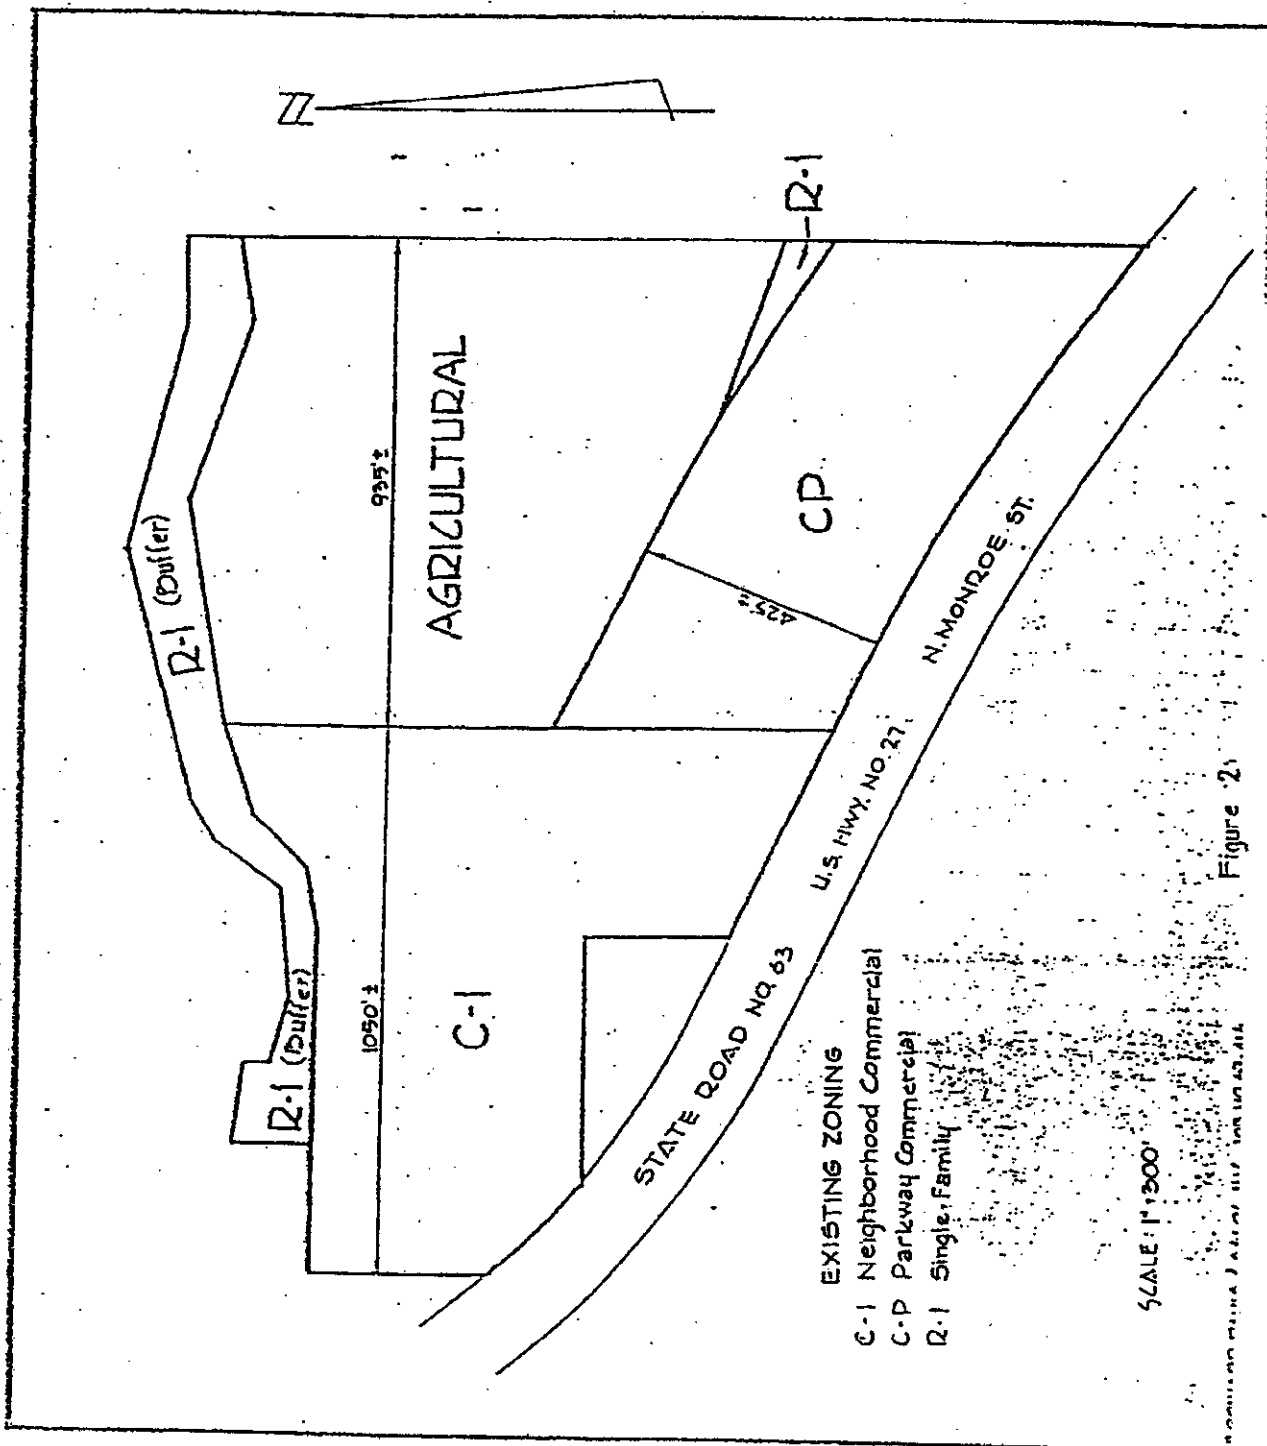 R-1 (Buffer)
R-1 (Buffer)
1050'±
935'±
C-1
AGRICULTURAL
R-1
CP
425'±
STATE ROAD NO. 63
U.S. HWY. NO. 27
N. MONROE ST.
EXISTING ZONING
C-1 Neighborhood Commercial
C-P Parkway Commercial
R-1 Single Family
SCALE: 1":300'
Figure 2